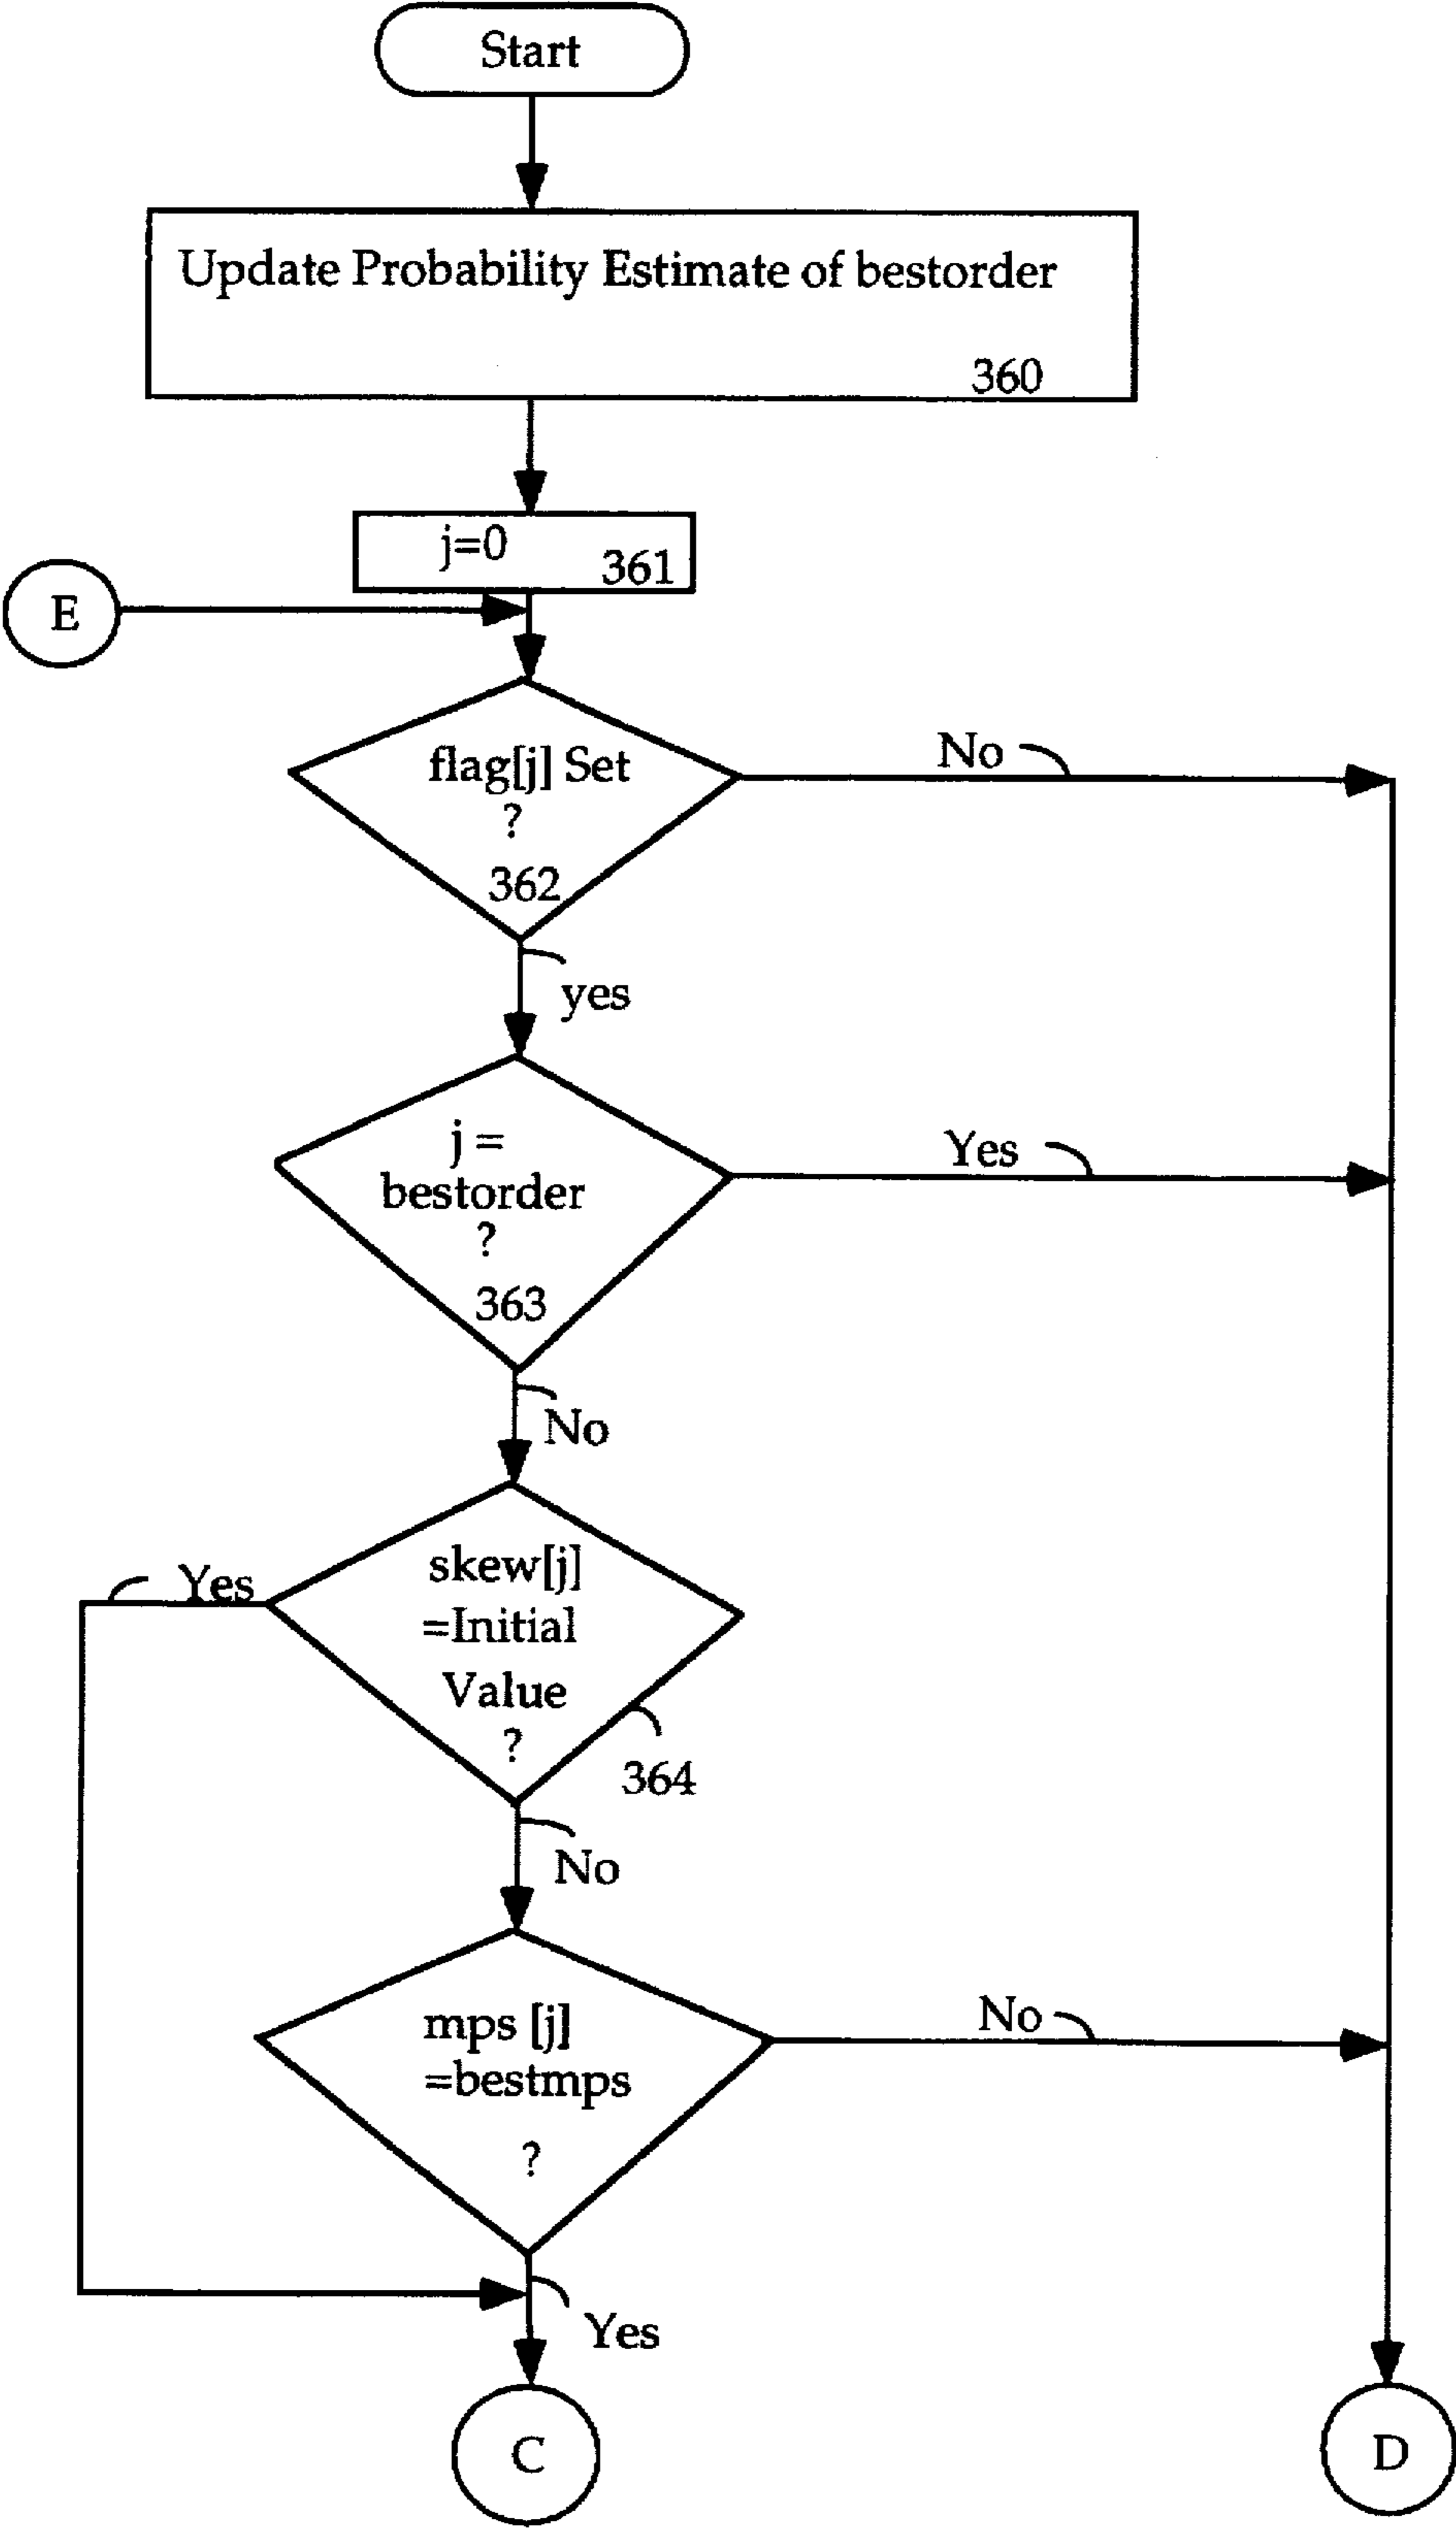 Start
Update Probability Estimate of bestorder
360
j=0
361
E
flag[j] Set
?
362
No
yes
j =
bestorder
?
363
Yes
No
skew[j]
=Initial
Value
?
364
Yes
No
mps [j]
=bestmps
?
No
Yes
C
D